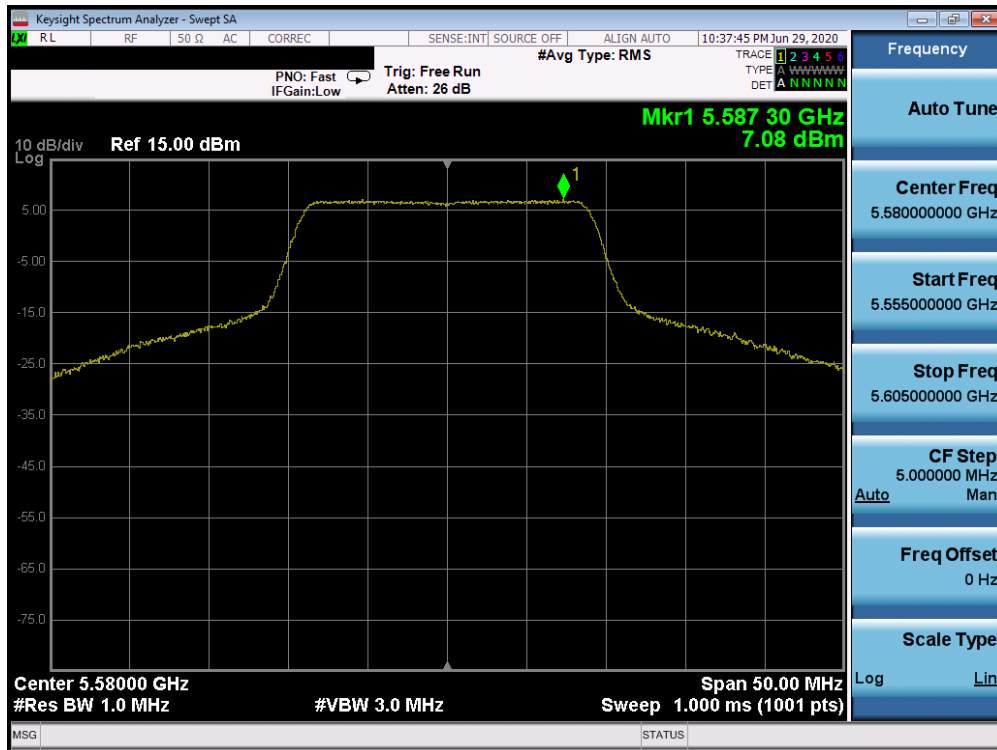 Keysight Spectrum Analyzer - Swept SA
LXI RL RF 50 Ω AC CORREC SENSE:INT SOURCE OFF ALIGN AUTO 10:37:45 PM Jun 29, 2020
#Avg Type: RMS
TRACE 1 2 3 4 5 6
PNO: Fast Trig: Free Run
TYPE A WWWWW
IFGain:Low Atten: 26 dB
DET A N N N N N
Mkr1 5.587 30 GHz
7.08 dBm
10 dB/div Ref 15.00 dBm
Log
1
5.00
-5.00
-15.0
-25.0
-35.0
-45.0
-55.0
-65.0
-75.0
Center 5.58000 GHz Span 50.00 MHz
#Res BW 1.0 MHz #VBW 3.0 MHz Sweep 1.000 ms (1001 pts)
MSG STATUS
Frequency
Auto Tune
Center Freq
5.580000000 GHz
Start Freq
5.555000000 GHz
Stop Freq
5.605000000 GHz
CF Step
5.000000 MHz
Auto Man
Freq Offset
0 Hz
Scale Type
Log Lin